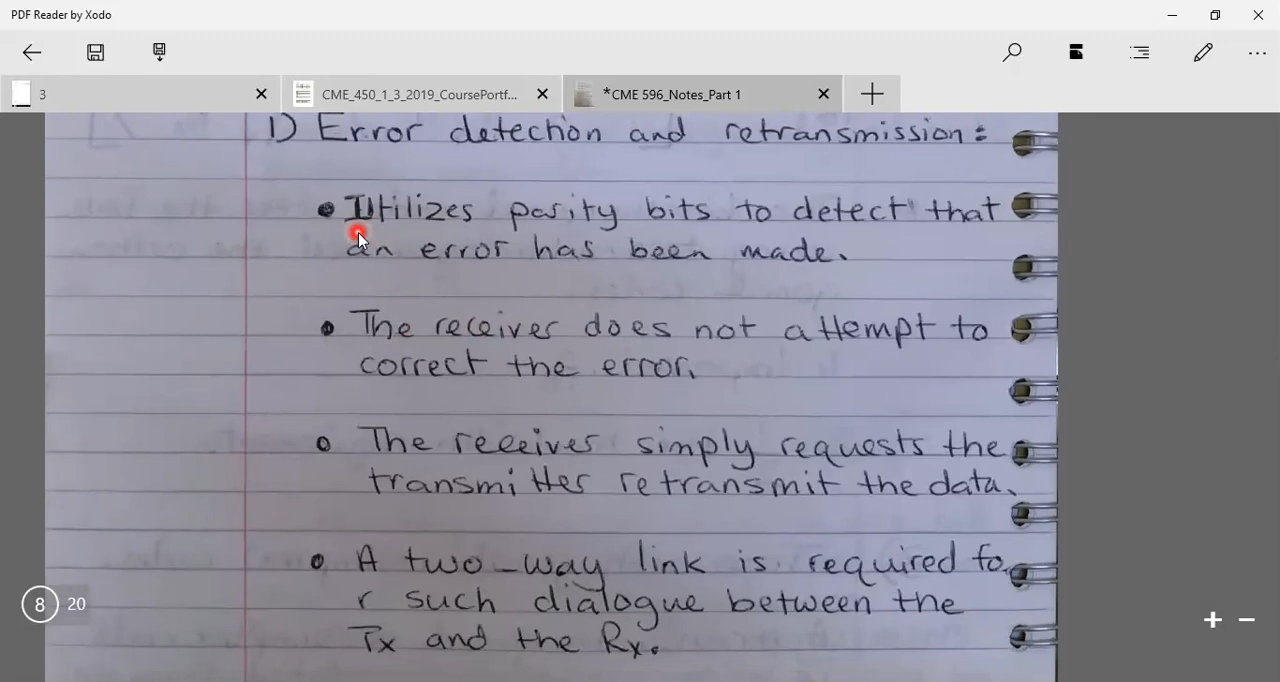 PDF Reader by Xodo
3
CME_450_1_3_2019_CoursePortf...
*CME 596_Notes_Part 1
1) Error detection and retransmission:
• Utilizes parity bits to detect that
an error has been made.
• The receiver does not attempt to
correct the error.
• The receiver simply requests the
transmitter retransmit the data.
• A two-way link is required fo
r such dialogue between the
Tx and the Rx.
8 20